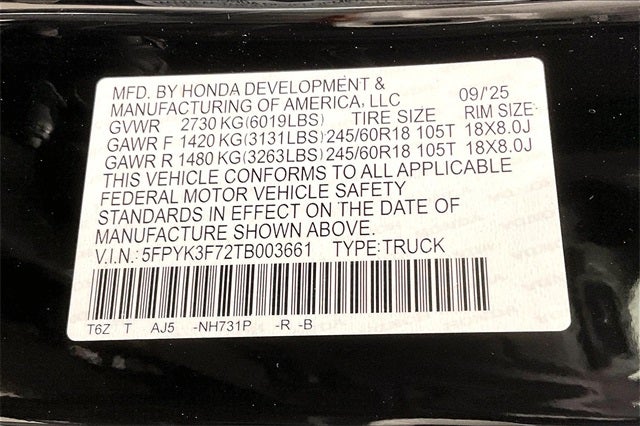 MFD. BY HONDA DEVELOPMENT &
MANUFACTURING OF AMERICA, LLC 09/'25
GVWR 2730 KG(6019LBS) TIRE SIZE RIM SIZE
GAWR F 1420 KG(3131LBS) 245/60R18 105T 18X8.0J
GAWR R 1480 KG(3263LBS) 245/60R18 105T 18X8.0J
THIS VEHICLE CONFORMS TO ALL APPLICABLE
FEDERAL MOTOR VEHICLE SAFETY
STANDARDS IN EFFECT ON THE DATE OF
MANUFACTURE SHOWN ABOVE.
V.I.N.: 5FPYK3F72TB003661 TYPE:TRUCK
T6Z T AJ5 -NH731P -R -B